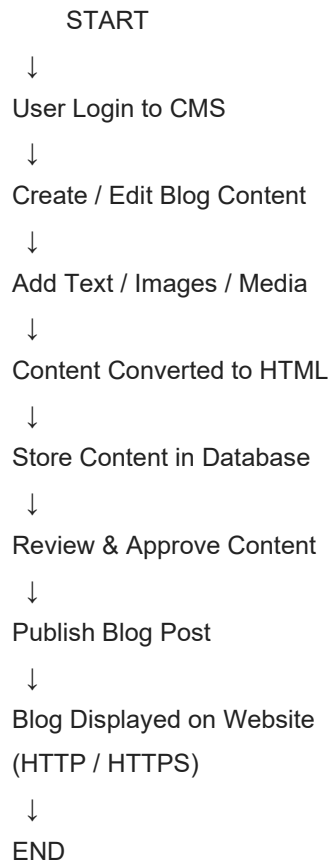 START
↓
User Login to CMS
↓
Create / Edit Blog Content
↓
Add Text / Images / Media
↓
Content Converted to HTML
↓
Store Content in Database
↓
Review & Approve Content
↓
Publish Blog Post
↓
Blog Displayed on Website
(HTTP / HTTPS)
↓
END